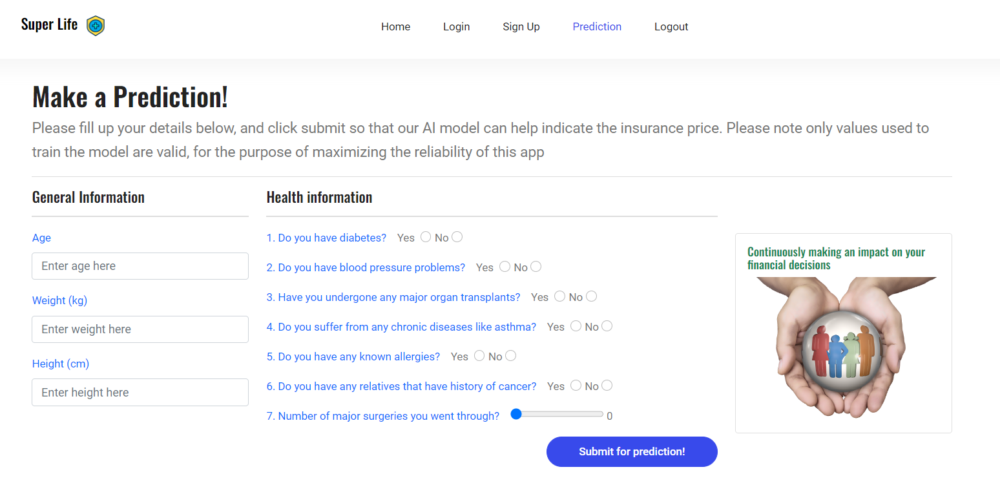 Super Life
Home Login Sign Up Prediction Logout
Make a Prediction!
Please fill up your details below, and click submit so that our AI model can help indicate the insurance price. Please note only values used to
train the model are valid, for the purpose of maximizing the reliability of this app
General Information
Age
Enter age here
Weight (kg)
Enter weight here
Height (cm)
Enter height here
Health information
1. Do you have diabetes? Yes No
2. Do you have blood pressure problems? Yes No
3. Have you undergone any major organ transplants? Yes No
4. Do you suffer from any chronic diseases like asthma? Yes No
5. Do you have any known allergies? Yes No
6. Do you have any relatives that have history of cancer? Yes No
7. Number of major surgeries you went through? 0
Submit for prediction!
Continuously making an impact on your
financial decisions